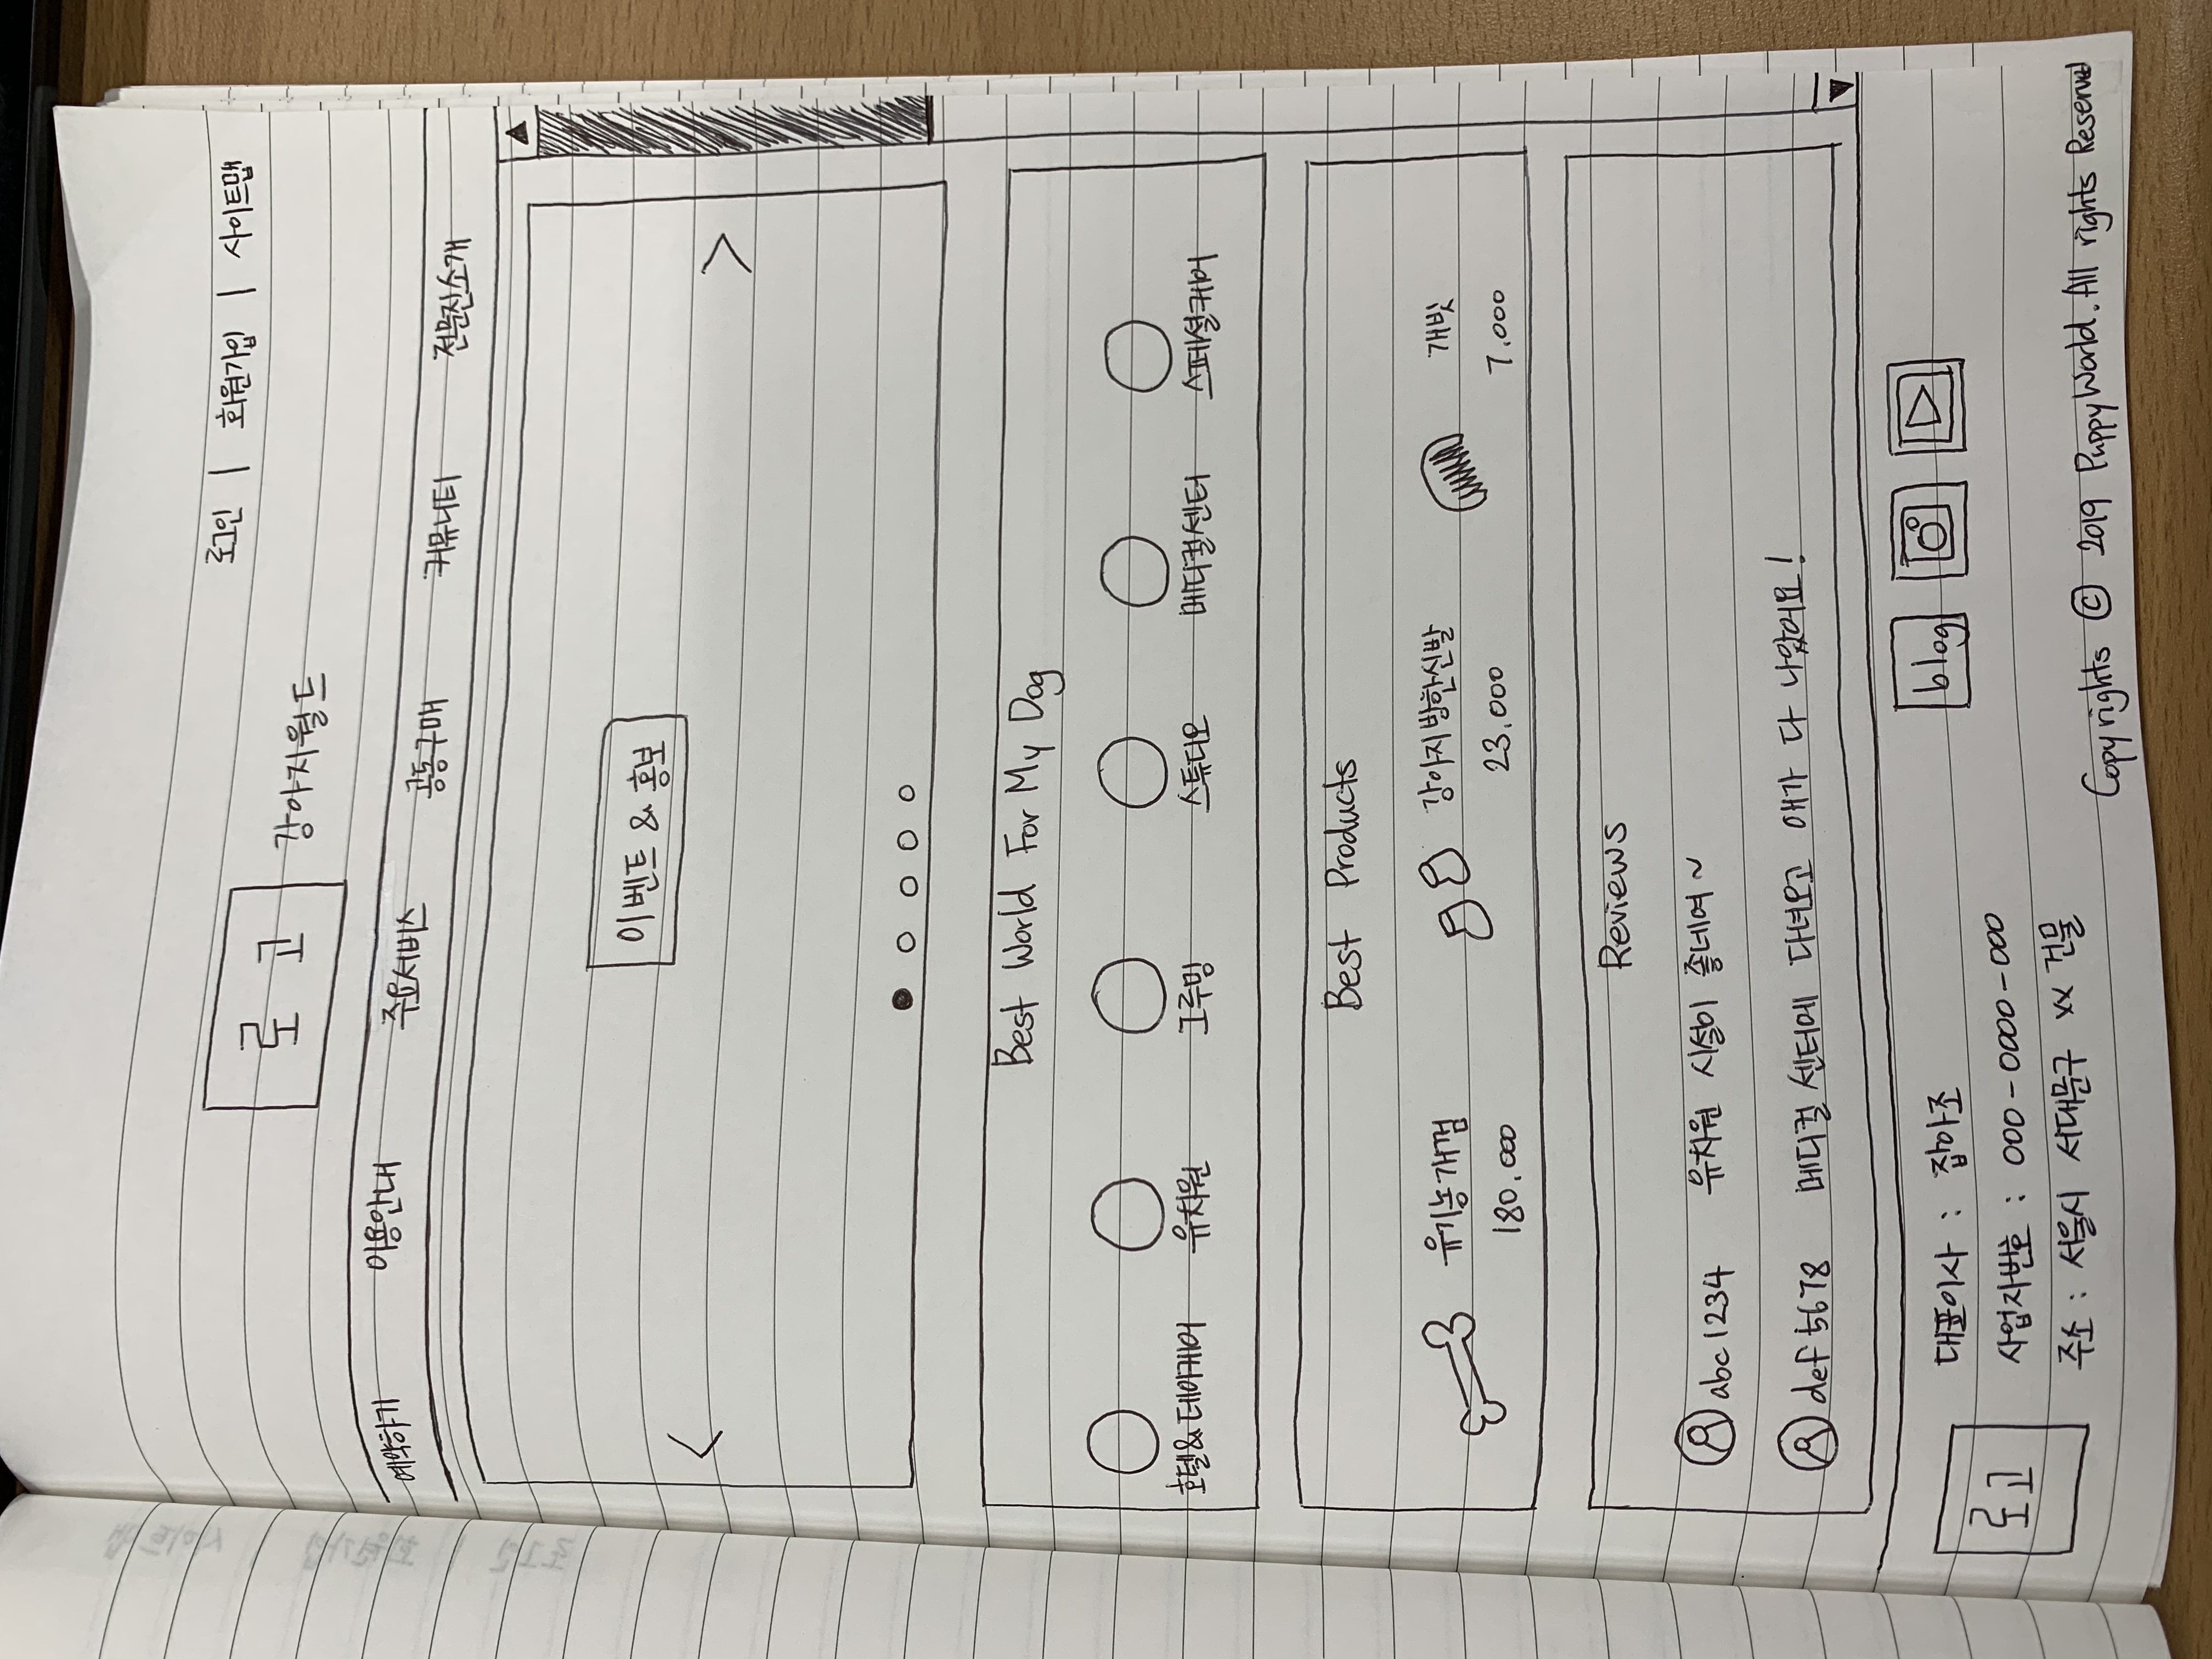 로그인 | 회원가입 | 사이트맵
로고 강아지월드
예약하기 이용안내 주요서비스 공동구매 커뮤니티 전문진소개
이벤트 & 홍보
< >
Best World For My Dog
호텔&데이케어 유치원 그루밍 스튜디오 메디컬센터 스페셜케어
Best Products
유기농개껌 강아지방한신발 개빗
180,000 23,000 7,000
Reviews
abc1234 유치원 시설이 좋네여~
def5678 메디컬센터에 다녀오고 애가 다 나았어요!
blog
로고
대표이사 : 잡아조
사업자번호 : 000-0000-000
주소 : 서울시 서대문구 xx 건물
Copyrights © 2019 PuppyWorld. All rights Reserved